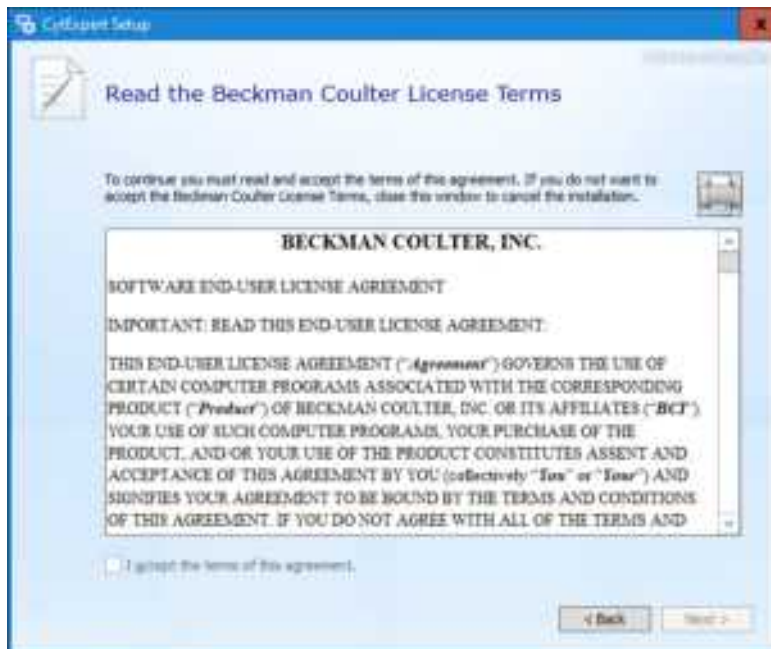 CytExpert Setup
Read the Beckman Coulter License Terms
To continue you must read and accept the terms of this agreement. If you do not want to
accept the Beckman Coulter License Terms, close this window to cancel the installation.
BECKMAN COULTER, INC.
SOFTWARE END-USER LICENSE AGREEMENT
IMPORTANT: READ THIS END-USER LICENSE AGREEMENT:
THIS END-USER LICENSE AGREEMENT ("Agreement") GOVERNS THE USE OF
CERTAIN COMPUTER PROGRAMS ASSOCIATED WITH THE CORRESPONDING
PRODUCT ("Product") OF BECKMAN COULTER, INC. OR ITS AFFILIATES ("BCI").
YOUR USE OF SUCH COMPUTER PROGRAMS, YOUR PURCHASE OF THE
PRODUCT, AND/OR YOUR USE OF THE PRODUCT CONSTITUTES ASSENT AND
ACCEPTANCE OF THIS AGREEMENT BY YOU (collectively "You" or "Your") AND
SIGNIFIES YOUR AGREEMENT TO BE BOUND BY THE TERMS AND CONDITIONS
OF THIS AGREEMENT. IF YOU DO NOT AGREE WITH ALL OF THE TERMS AND
I accept the terms of this agreement.
< Back
Next >